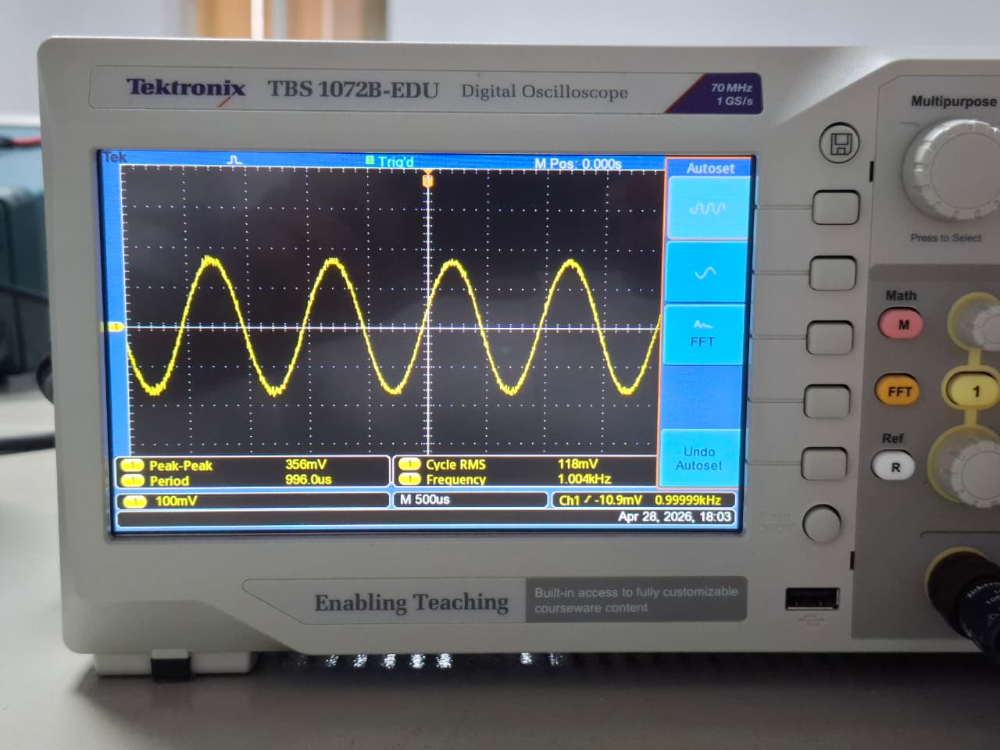 Tektronix TBS 1072B-EDU Digital Oscilloscope
70 MHz
1 GS/s
Multipurpose
Press to Select
Tek Trig'd M Pos: 0.000s
Autoset
FFT
Undo
Autoset
1
1 Peak-Peak 356mV 1 Cycle RMS 118mV
1 Period 996.0us 1 Frequency 1.004kHz
1 100mV M 500us Ch1 -10.9mV 0.99999kHz
Apr 28, 2026, 18:03
Math
M
FFT
1
Ref
R
Enabling Teaching
Built-in access to fully customizable
courseware content